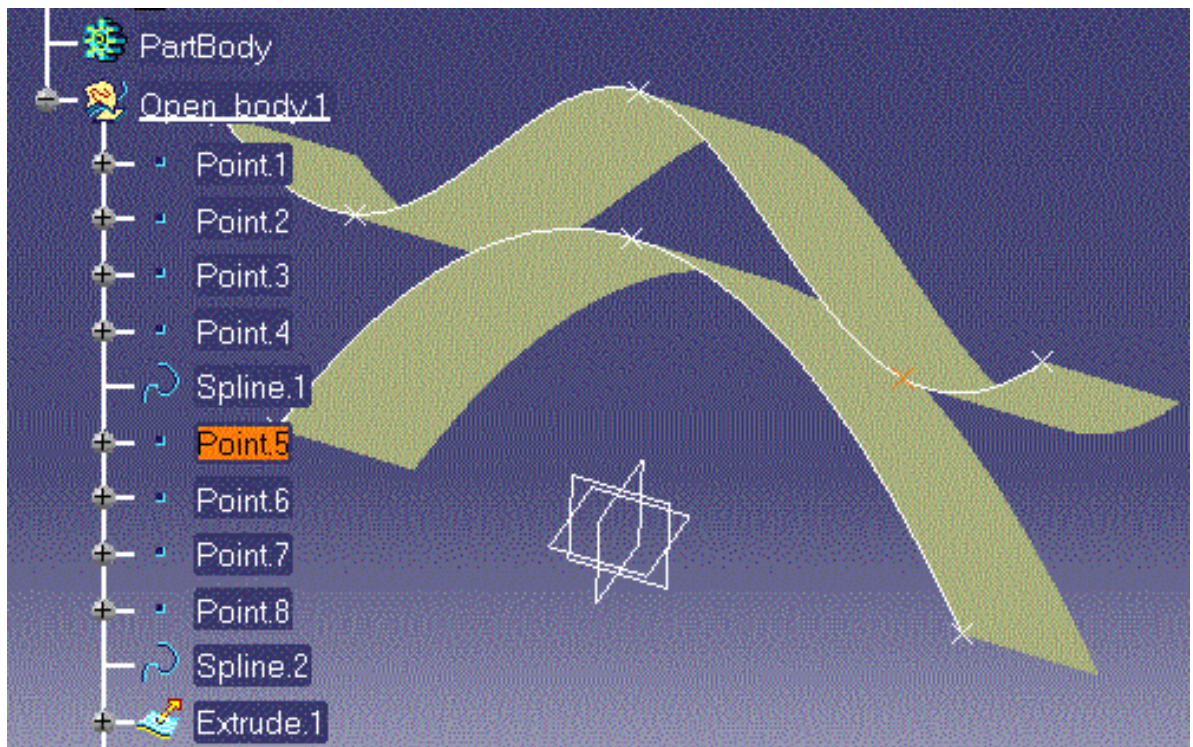 PartBody
Open_body.1
Point.1
Point.2
Point.3
Point.4
Spline.1
Point.5
Point.6
Point.7
Point.8
Spline.2
Extrude.1